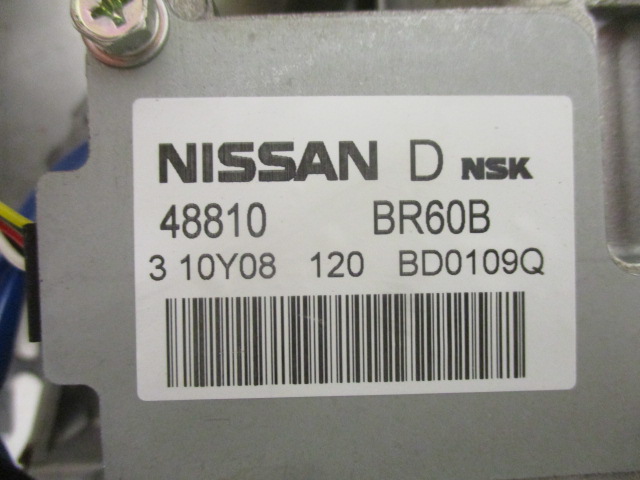 NISSAN D NSK
48810 BR60B
3 10Y08 120 BD0109Q